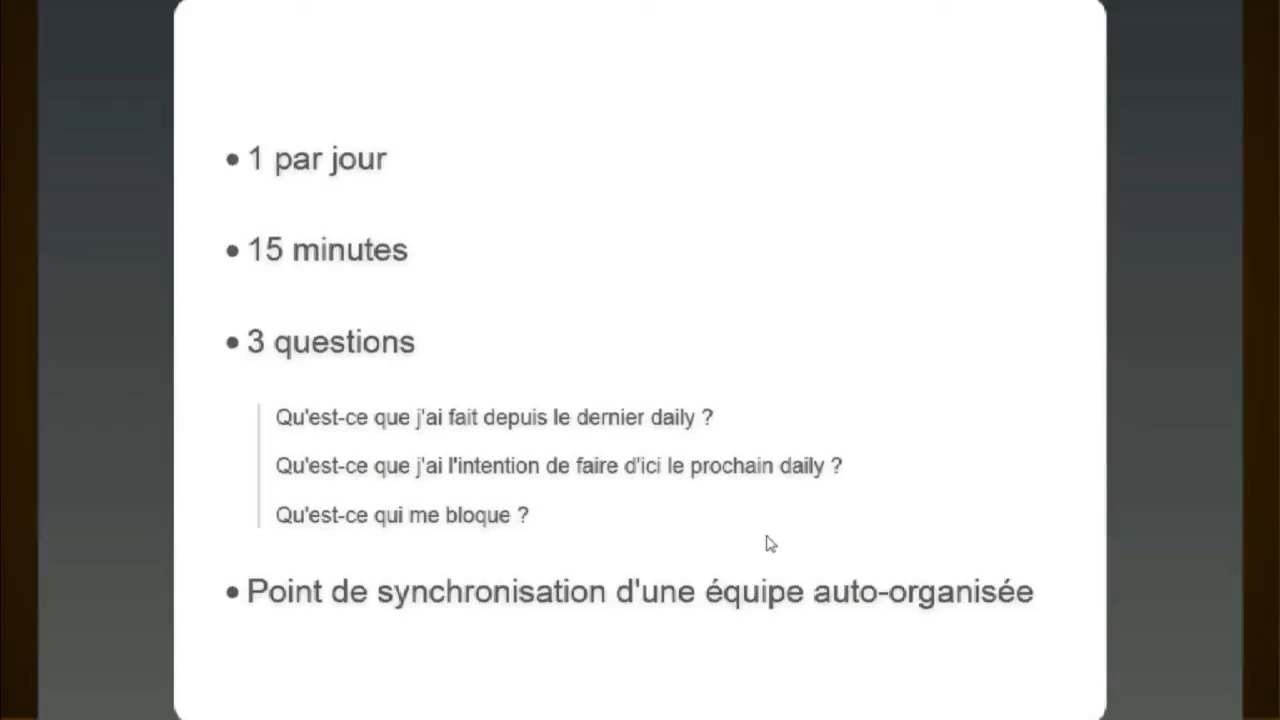 • 1 par jour
• 15 minutes
• 3 questions
Qu'est-ce que j'ai fait depuis le dernier daily ?
Qu'est-ce que j'ai l'intention de faire d'ici le prochain daily ?
Qu'est-ce qui me bloque ?
• Point de synchronisation d'une équipe auto-organisée